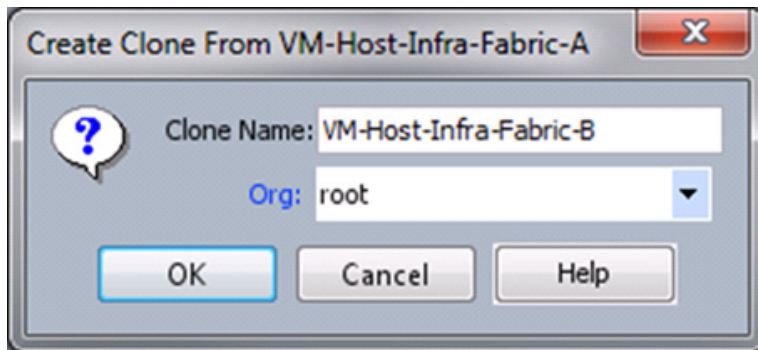 Create Clone From VM-Host-Infra-Fabric-A
Clone Name: VM-Host-Infra-Fabric-B
Org: root
OK Cancel Help